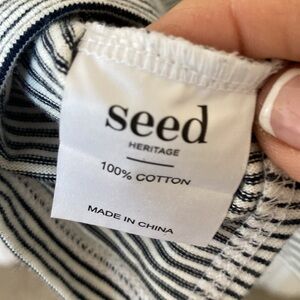 seed
HERITAGE
100% COTTON
MADE IN CHINA